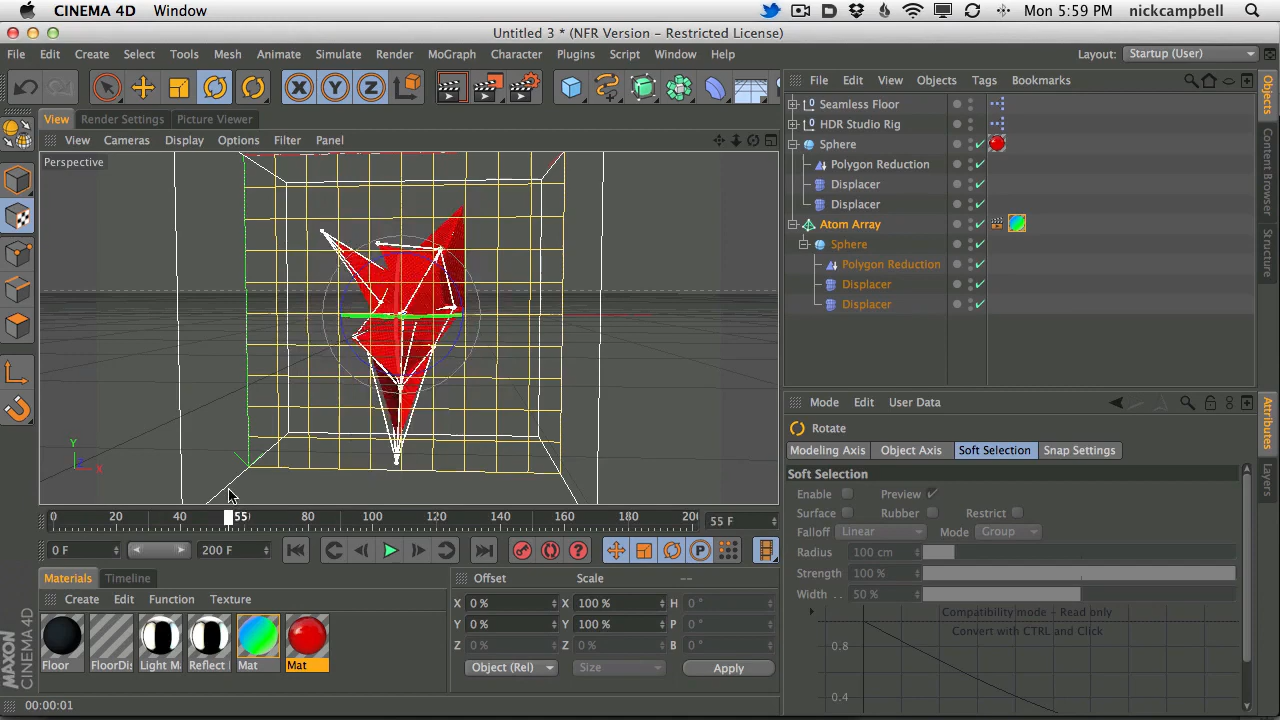 CINEMA 4D Window Mon 5:59 PM nickcampbell
Untitled 3 * (NFR Version - Restricted License)
File Edit Create Select Tools Mesh Animate Simulate Render MoGraph Character Plugins Script Window Help Layout: Startup (User)
X Y Z
File Edit View Objects Tags Bookmarks
View Render Settings Picture Viewer
View Cameras Display Options Filter Panel
Perspective
Seamless Floor
HDR Studio Rig
Sphere
Polygon Reduction
Displacer
Displacer
Atom Array
Sphere
Polygon Reduction
Displacer
Displacer
Objects
Content Browser
Structure
Y
X
Mode Edit User Data
Rotate
Modeling Axis Object Axis Soft Selection Snap Settings
Soft Selection
Enable Preview
Surface Rubber Restrict
Falloff Linear Mode Group
Radius 100 cm
Strength 100 %
Width . . 50 %
Compatibility mode - Read only
Convert with CTRL and Click
0.8
0.4
Attributes
Layers
0 20 40 55 80 100 120 140 160 180 20 55 F
0 F 200 F P
Materials Timeline
Create Edit Function Texture
Floor FloorDis Light M Reflect Mat Mat
Offset Scale --
X 0 % X 100 % H 0 °
Y 0 % Y 100 % P 0 °
Z 0 % Z 100 % B 0 °
Object (Rel) Size Apply
MAXON
CINEMA 4D
00:00:01